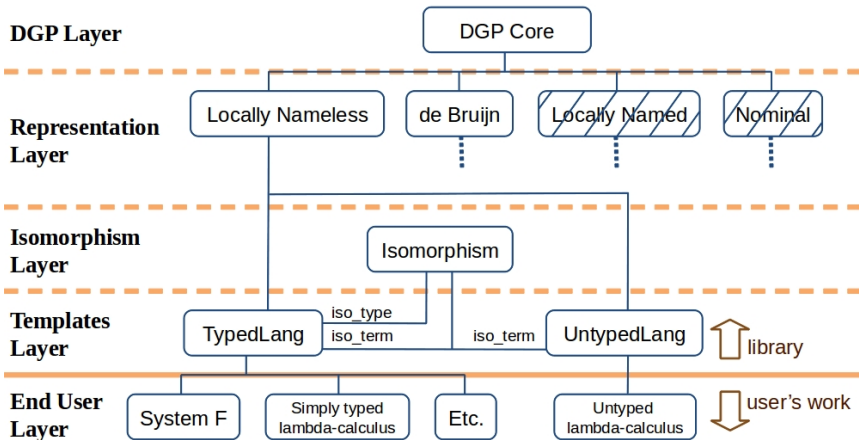 DGP Layer
DGP Core
Representation
Layer
Locally Nameless
de Bruijn
Locally Named
Nominal
Isomorphism
Layer
Isomorphism
Templates
Layer
TypedLang
iso_type
iso_term
iso_term
UntypedLang
library
End User
Layer
System F
Simply typed
lambda-calculus
Etc.
Untyped
lambda-calculus
user's work